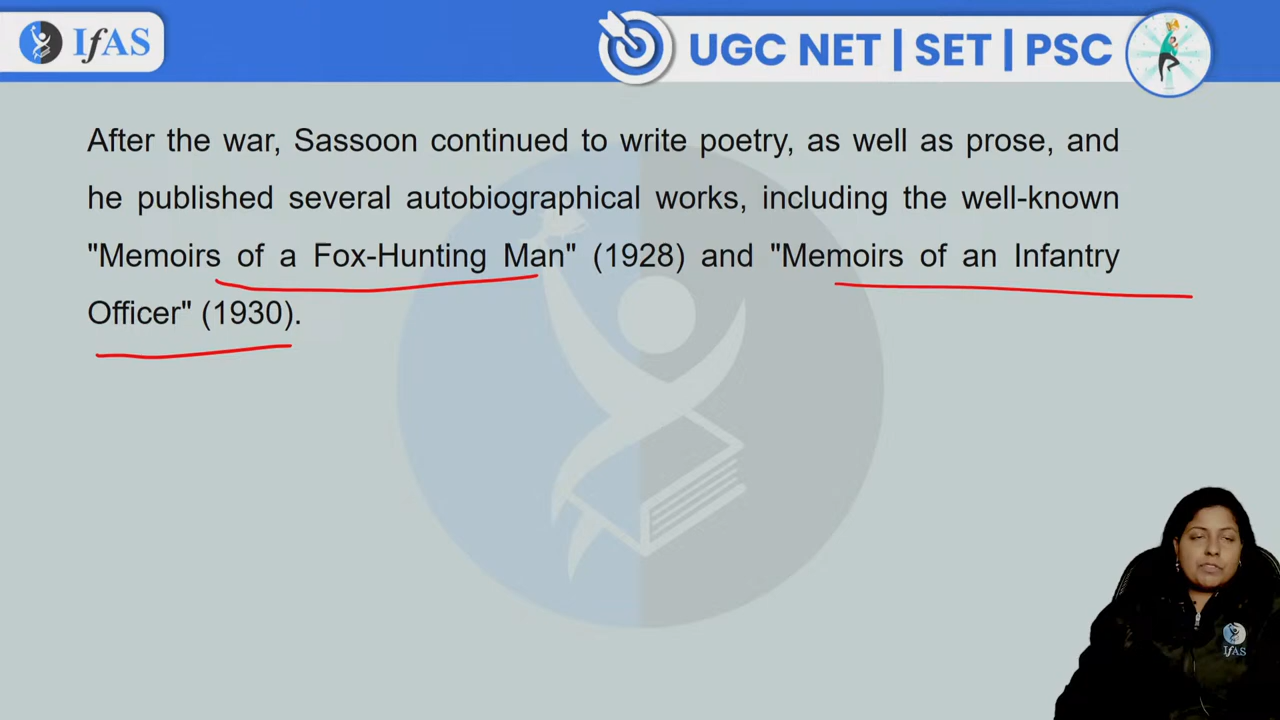 IfAS
UGC NET | SET | PSC
After the war, Sassoon continued to write poetry, as well as prose, and
he published several autobiographical works, including the well-known
"Memoirs of a Fox-Hunting Man" (1928) and "Memoirs of an Infantry
Officer" (1930).
IfAS